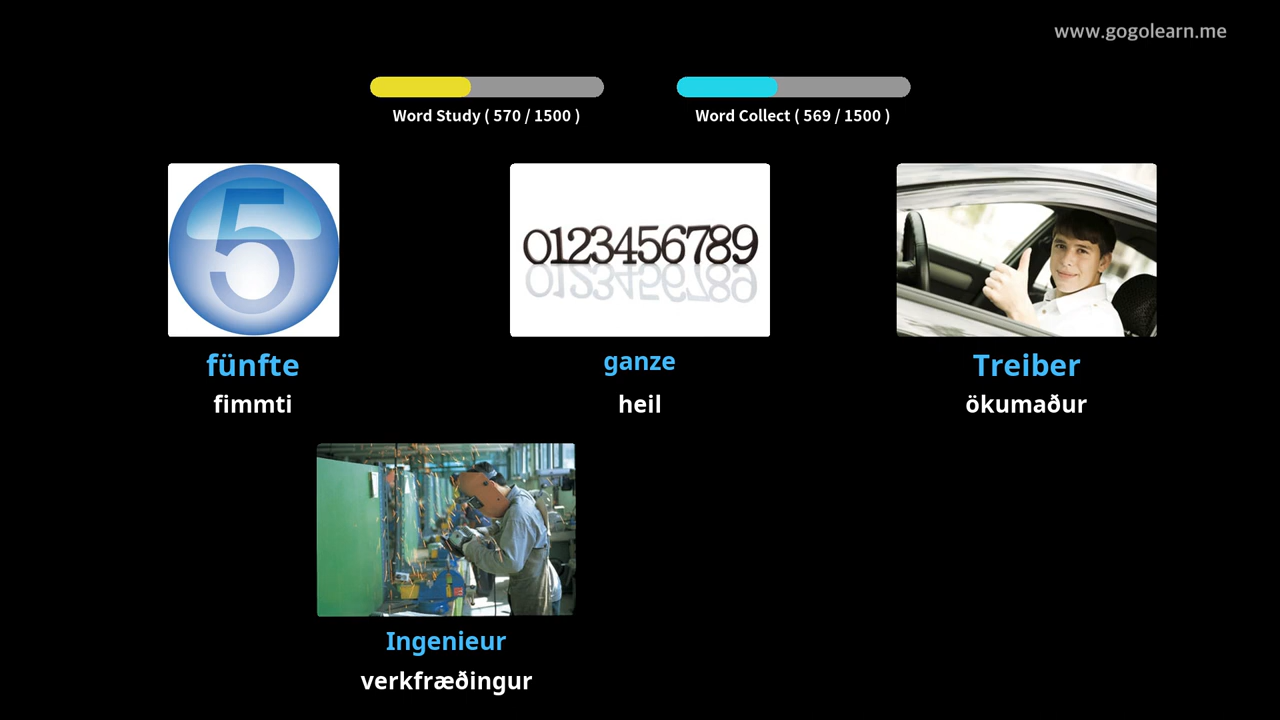 www.gogolearn.me
Word Study ( 570 / 1500 )
Word Collect ( 569 / 1500 )
5
0123456789
fünfte
ganze
Treiber
fimmti
heil
ökumaður
Ingenieur
verkfræðingur